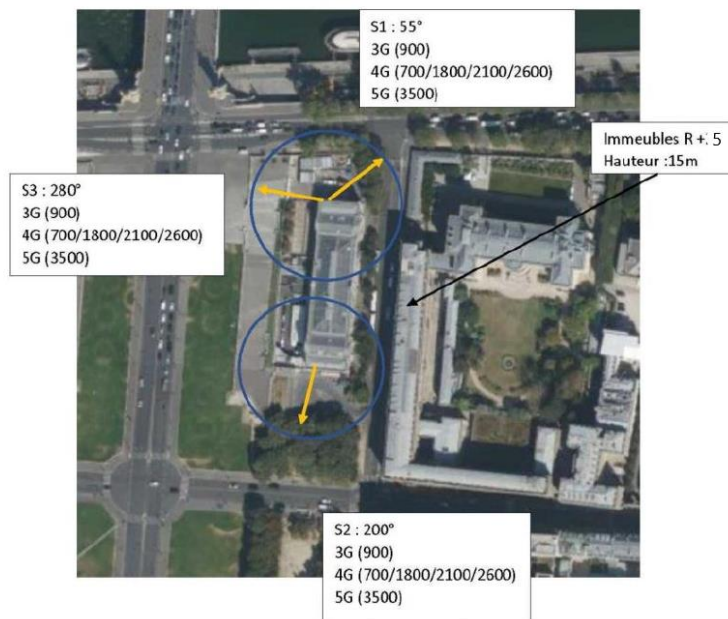 S1 : 55°
3G (900)
4G (700/1800/2100/2600)
5G (3500)
Immeubles R +.5
Hauteur :15m
S3 : 280°
3G (900)
4G (700/1800/2100/2600)
5G (3500)
S2 : 200°
3G (900)
4G (700/1800/2100/2600)
5G (3500)